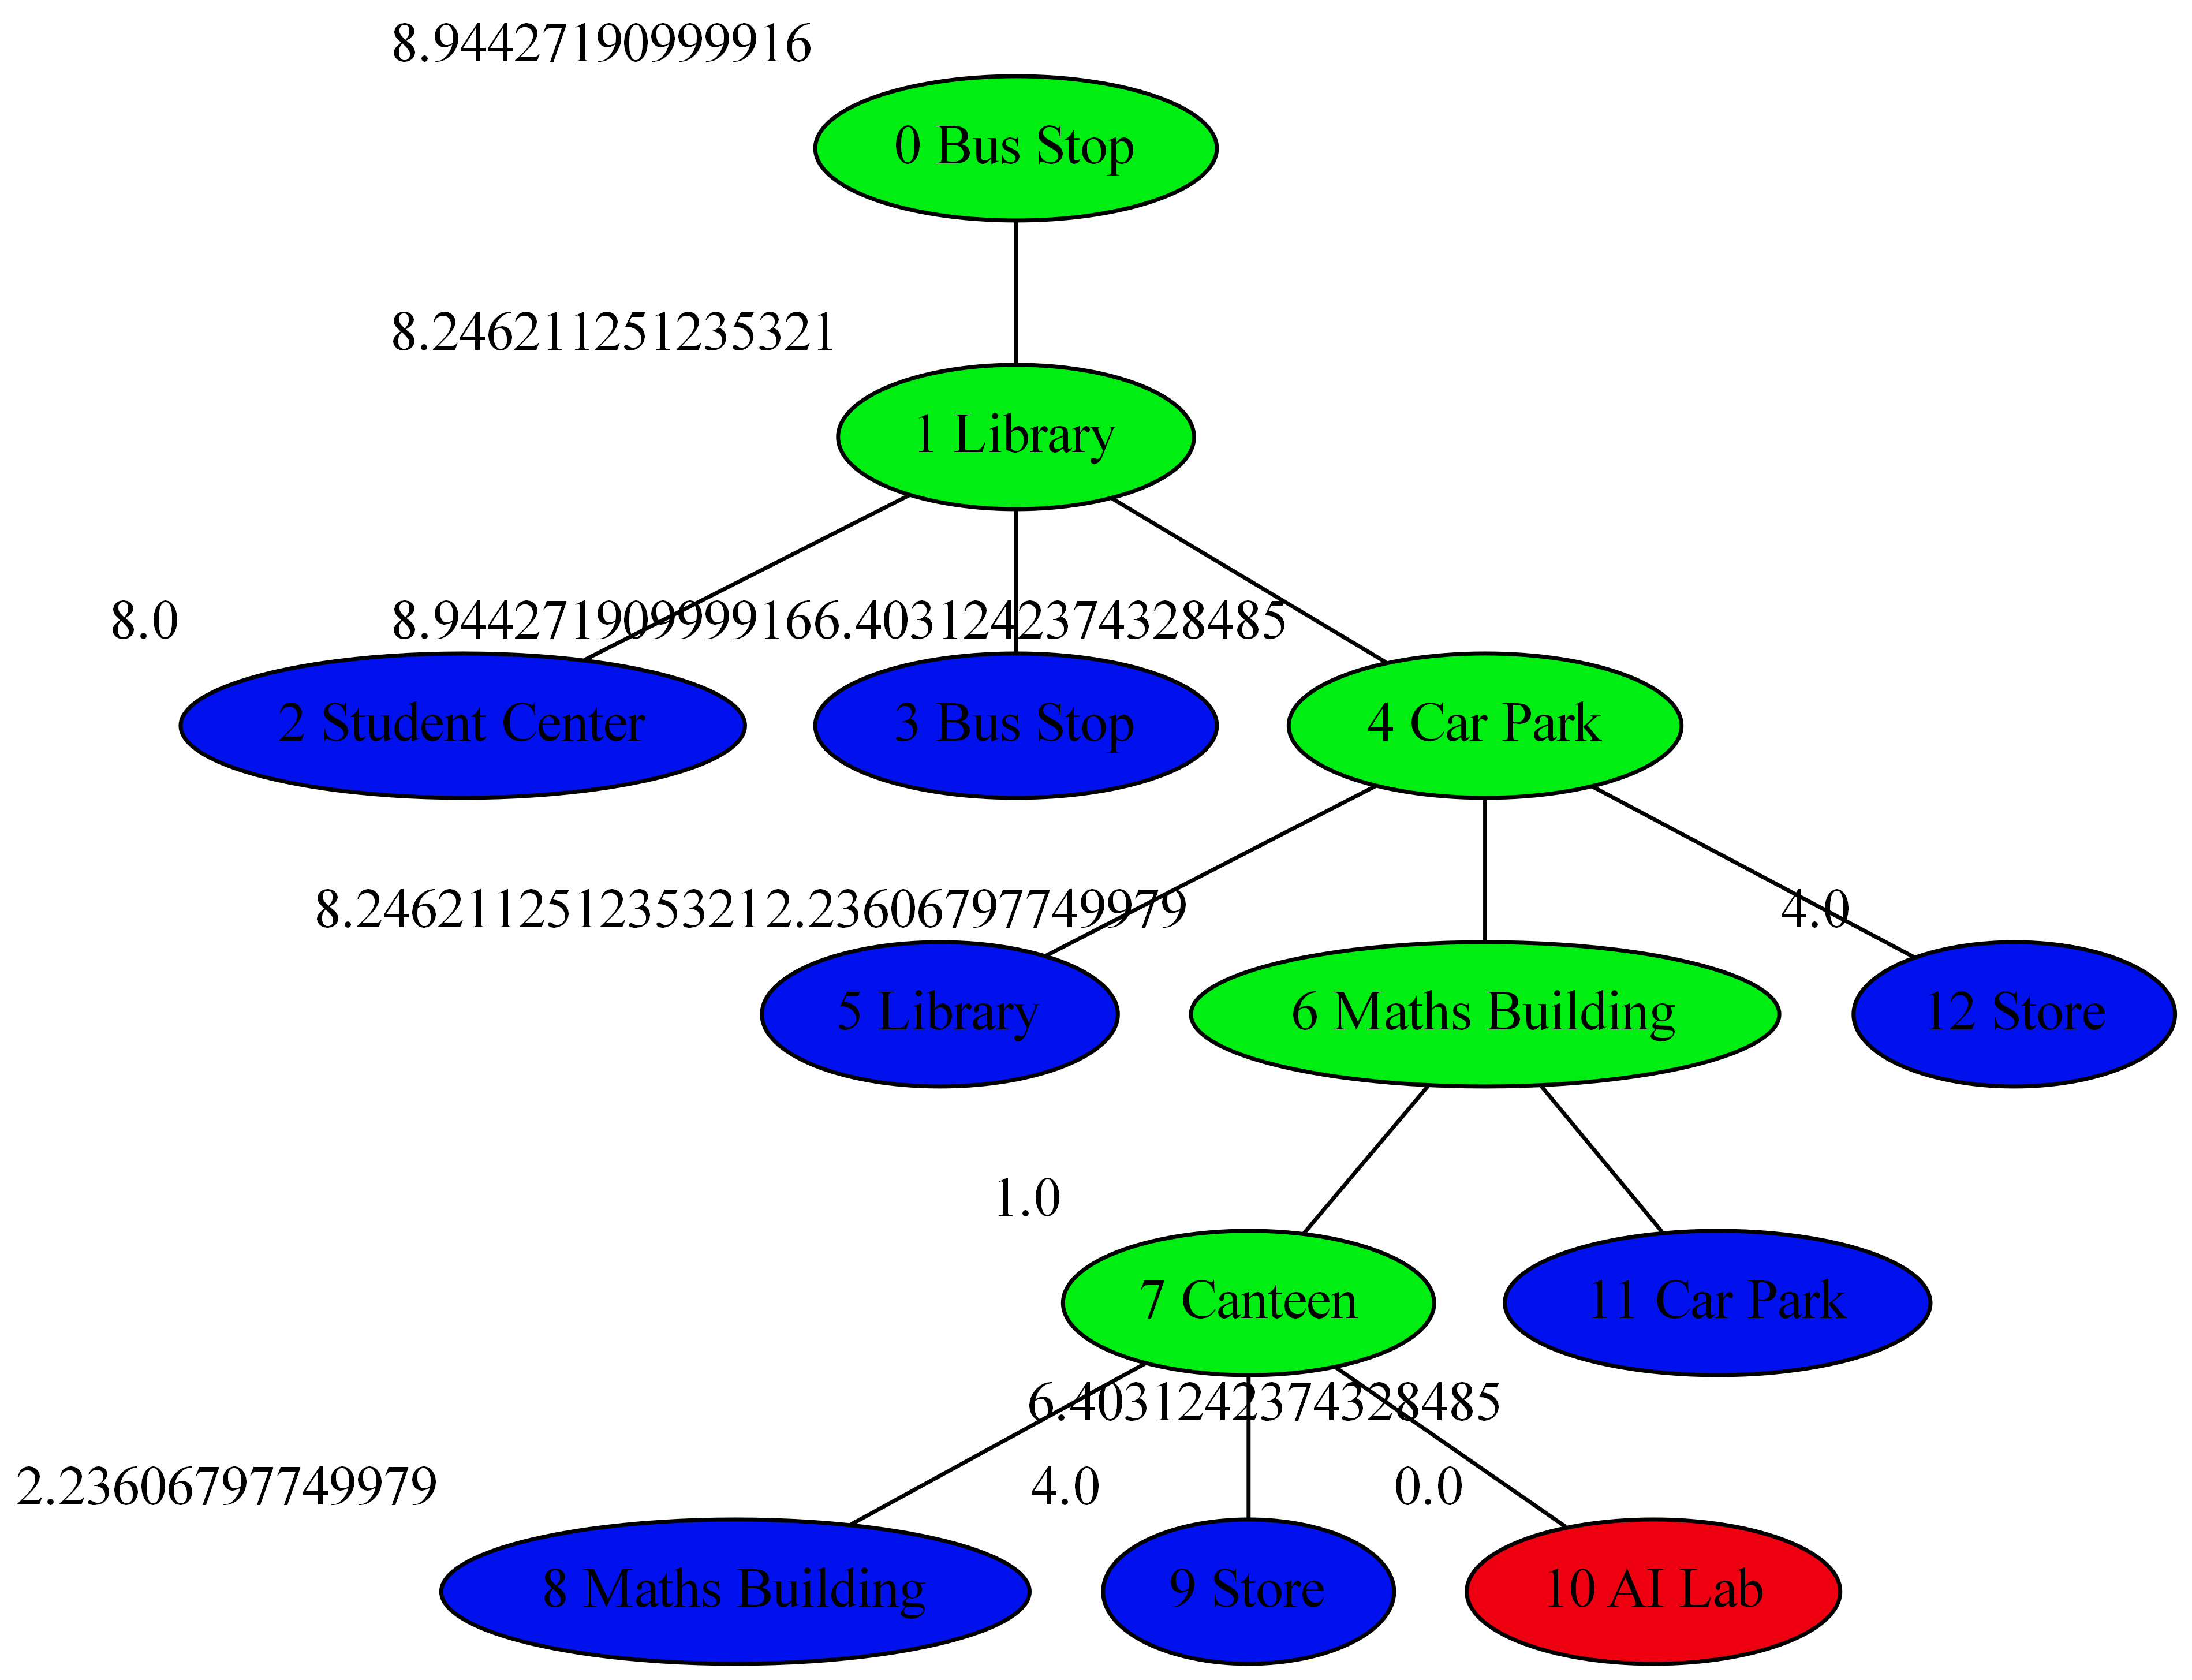 8.94427190999916
0 Bus Stop
8.246211251235321
1 Library
8.0
8.94427190999916
6.4031242374328485
2 Student Center
3 Bus Stop
4 Car Park
8.246211251235321
2.23606797749979
4.0
5 Library
6 Maths Building
12 Store
1.0
7 Canteen
11 Car Park
6.4031242374328485
2.23606797749979
4.0
0.0
8 Maths Building
9 Store
10 AI Lab